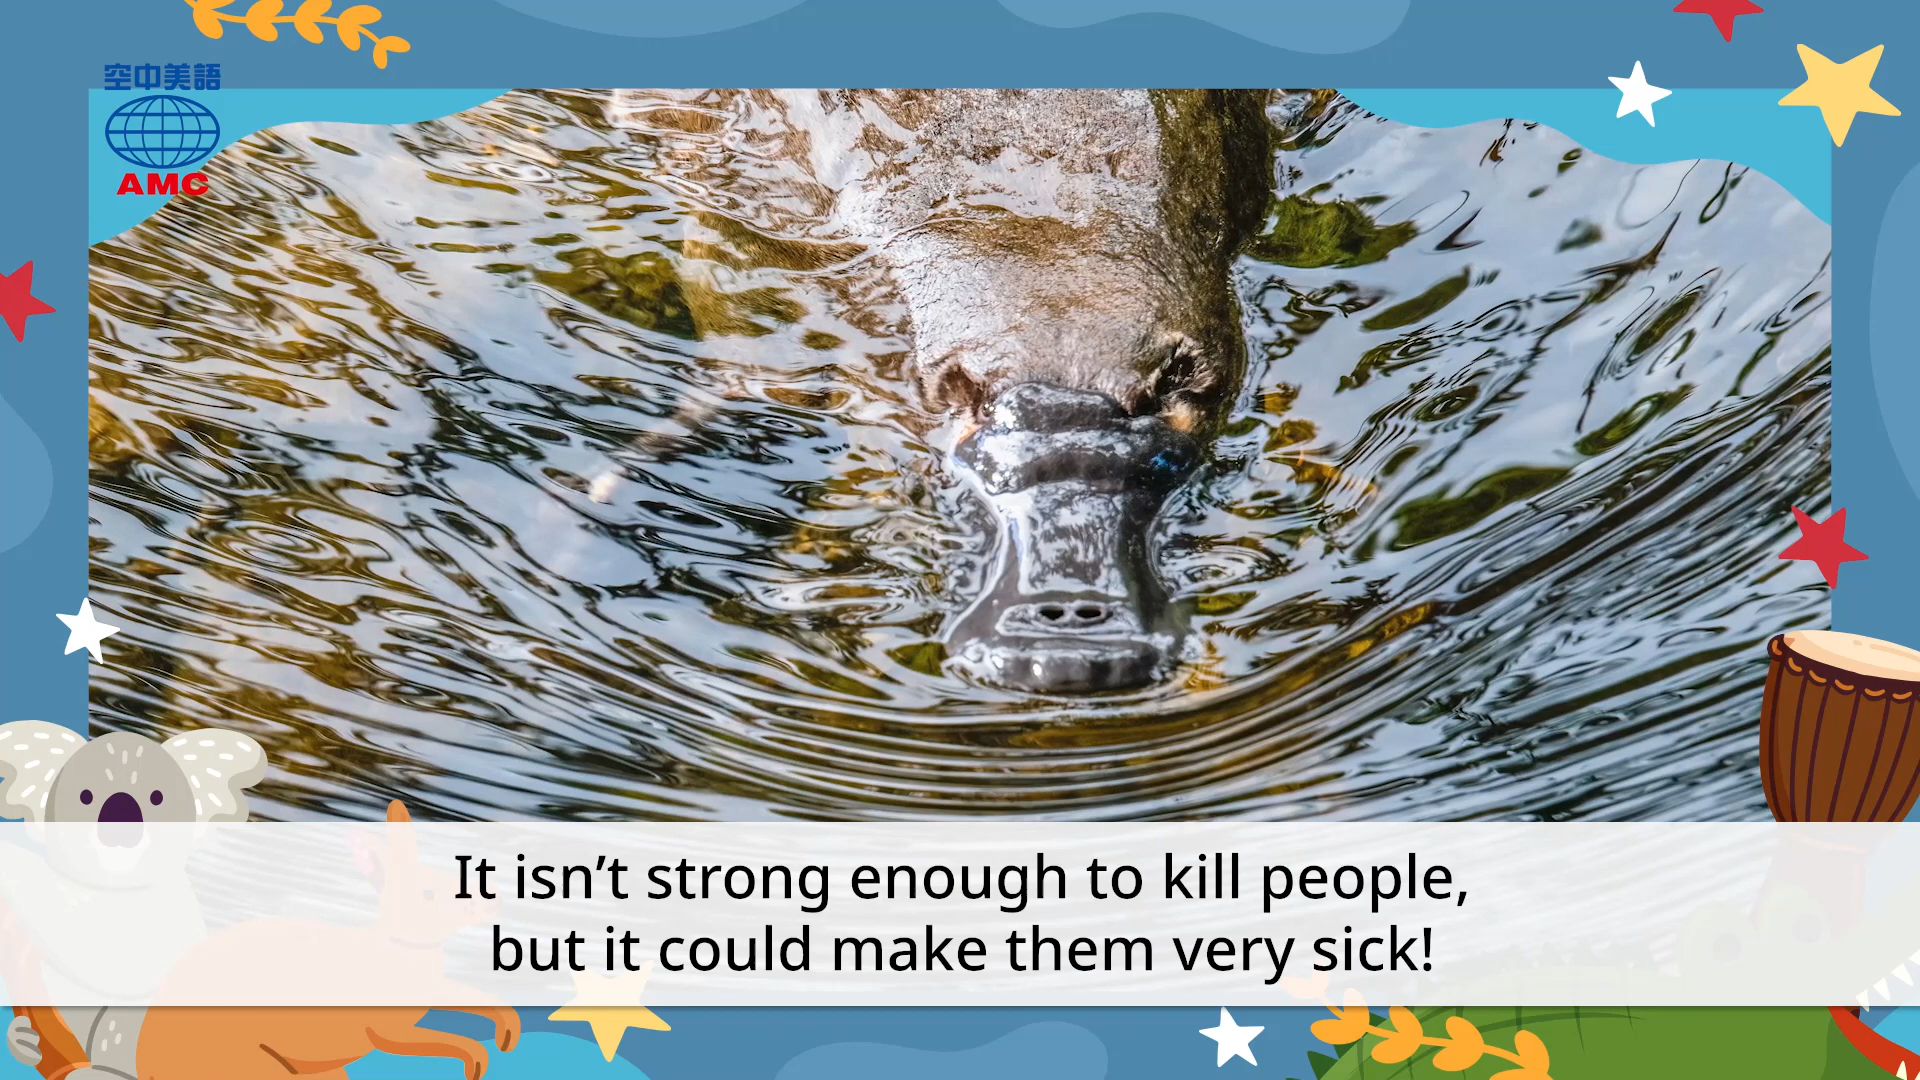 空中美語
AMC
It isn’t strong enough to kill people,
but it could make them very sick!